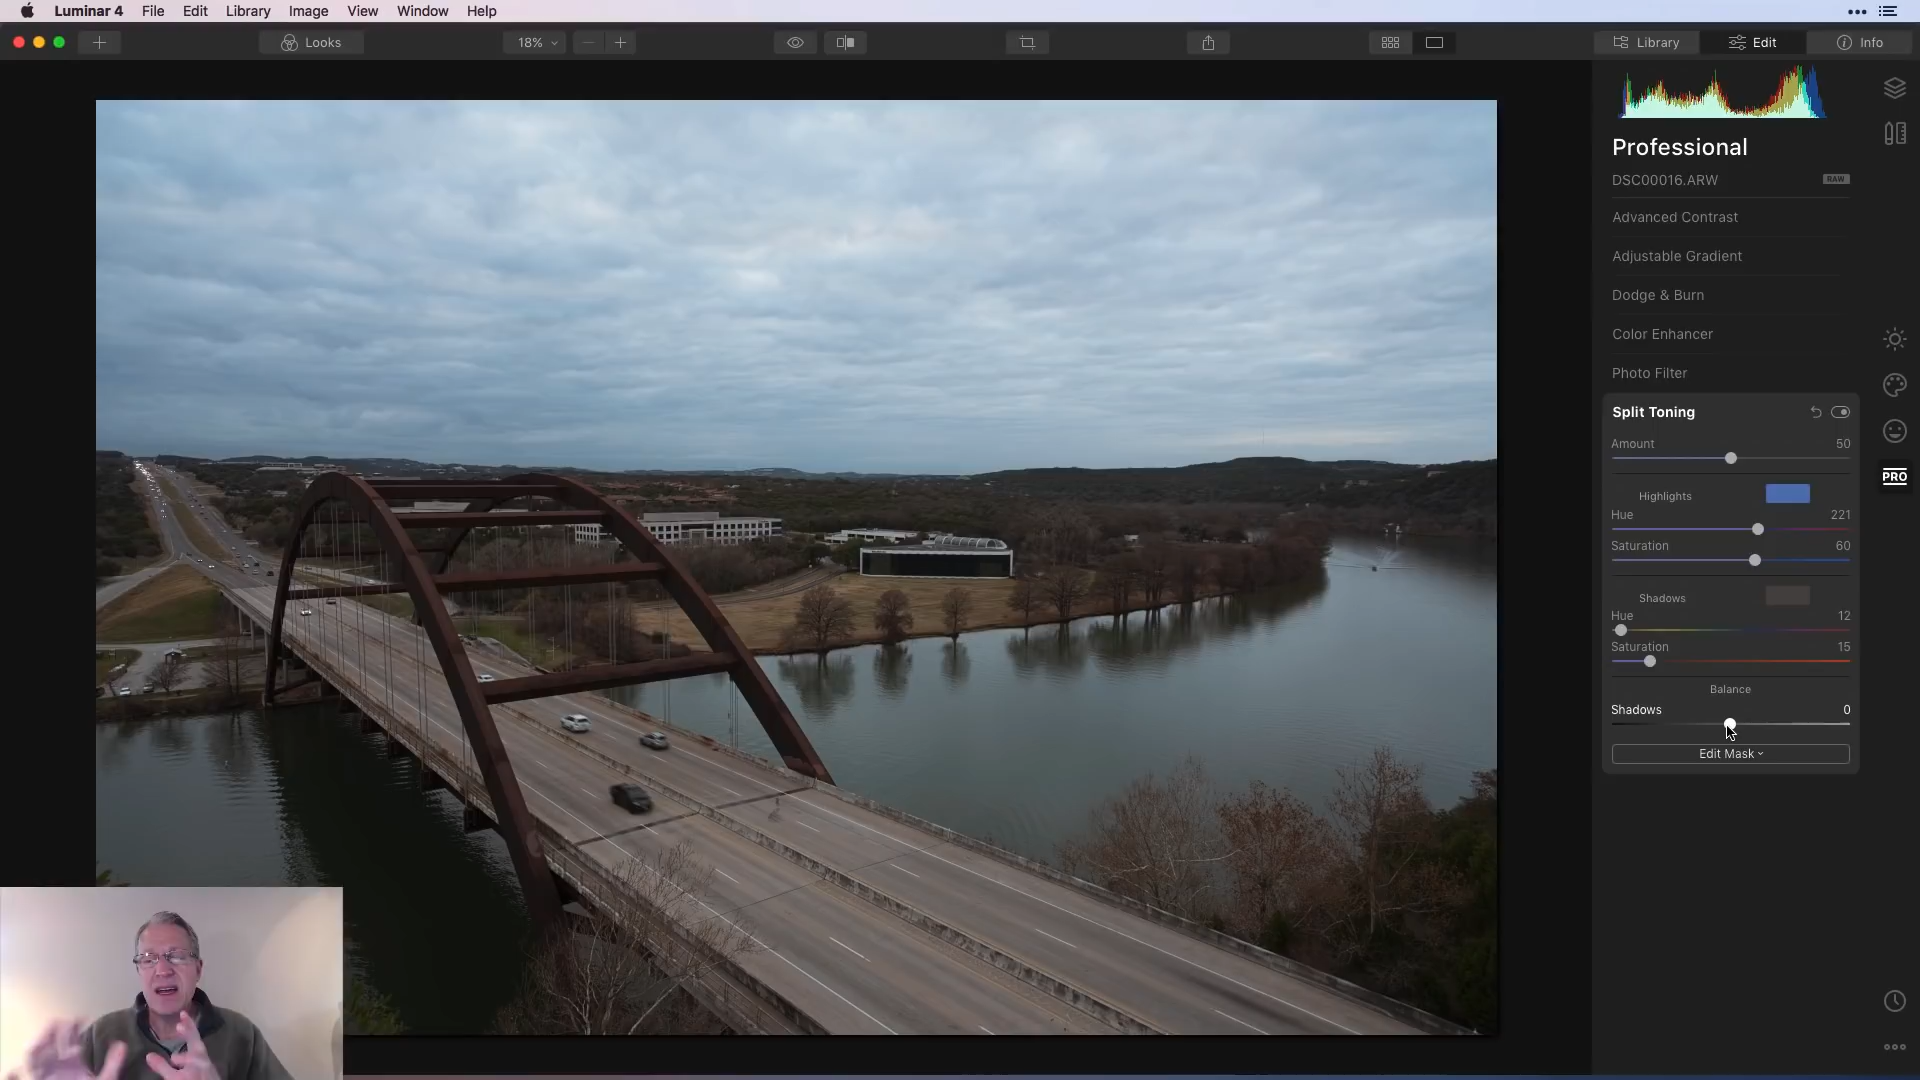 Luminar 4 File Edit Library Image View Window Help
Looks 18% Library Edit Info
Professional
DSC00016.ARW RAW
Advanced Contrast
Adjustable Gradient
Dodge & Burn
Color Enhancer
Photo Filter
Split Toning
Amount 50
Highlights
Hue 221
Saturation 60
Shadows
Hue 12
Saturation 15
Balance
Shadows 0
Edit Mask
PRO